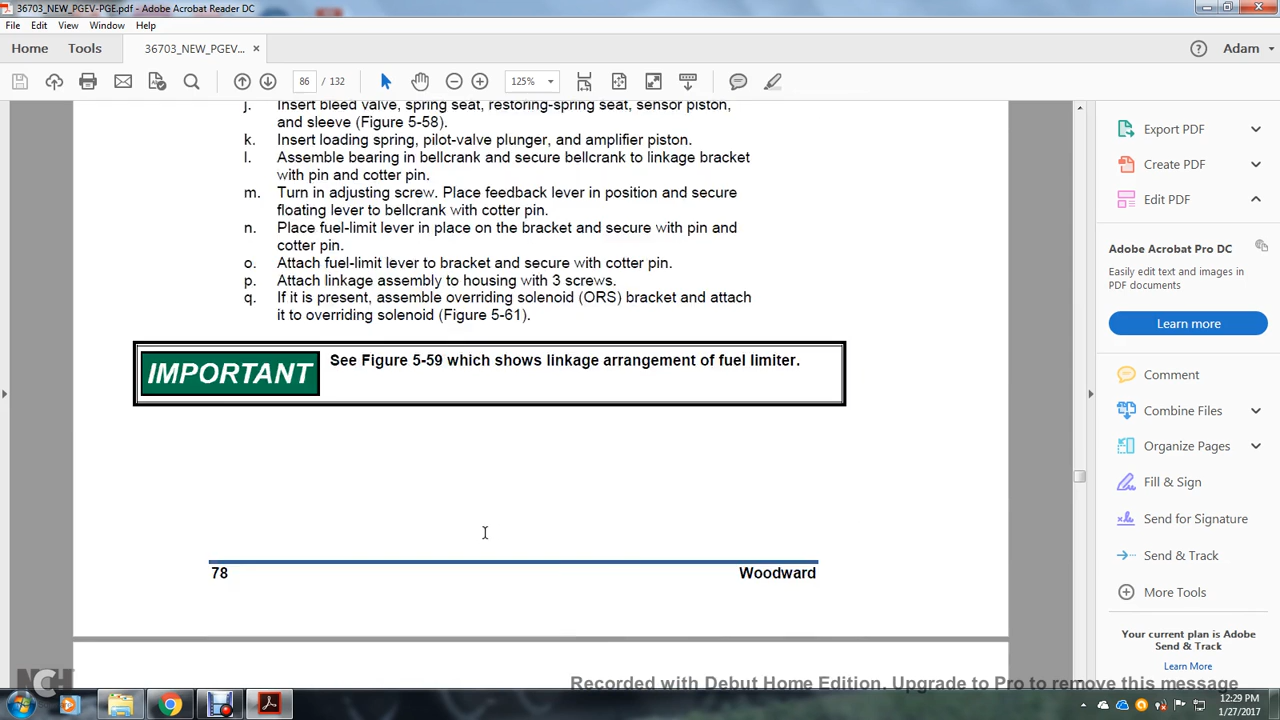 36703_NEW_PGEV-PGE.pdf - Adobe Acrobat Reader DC
File Edit View Window Help
Home Tools 36703_NEW_PGEV... × Adam
86 / 132 125%
j. Insert bleed valve, spring seat, restoring-spring seat, sensor piston,
and sleeve (Figure 5-58).
k. Insert loading spring, pilot-valve plunger, and amplifier piston.
l. Assemble bearing in bellcrank and secure bellcrank to linkage bracket
with pin and cotter pin.
m. Turn in adjusting screw. Place feedback lever in position and secure
floating lever to bellcrank with cotter pin.
n. Place fuel-limit lever in place on the bracket and secure with pin and
cotter pin.
o. Attach fuel-limit lever to bracket and secure with cotter pin.
p. Attach linkage assembly to housing with 3 screws.
q. If it is present, assemble overriding solenoid (ORS) bracket and attach
it to overriding solenoid (Figure 5-61).
IMPORTANT
See Figure 5-59 which shows linkage arrangement of fuel limiter.
78 Woodward
Export PDF
Create PDF
Edit PDF
Adobe Acrobat Pro DC
Easily edit text and images in
PDF documents
Learn more
Comment
Combine Files
Organize Pages
Fill & Sign
Send for Signature
Send & Track
More Tools
Your current plan is Adobe
Send & Track
Learn More
NCH
Recorded with Debut Home Edition. Upgrade to Pro to remove this message
12:29 PM
1/27/2017